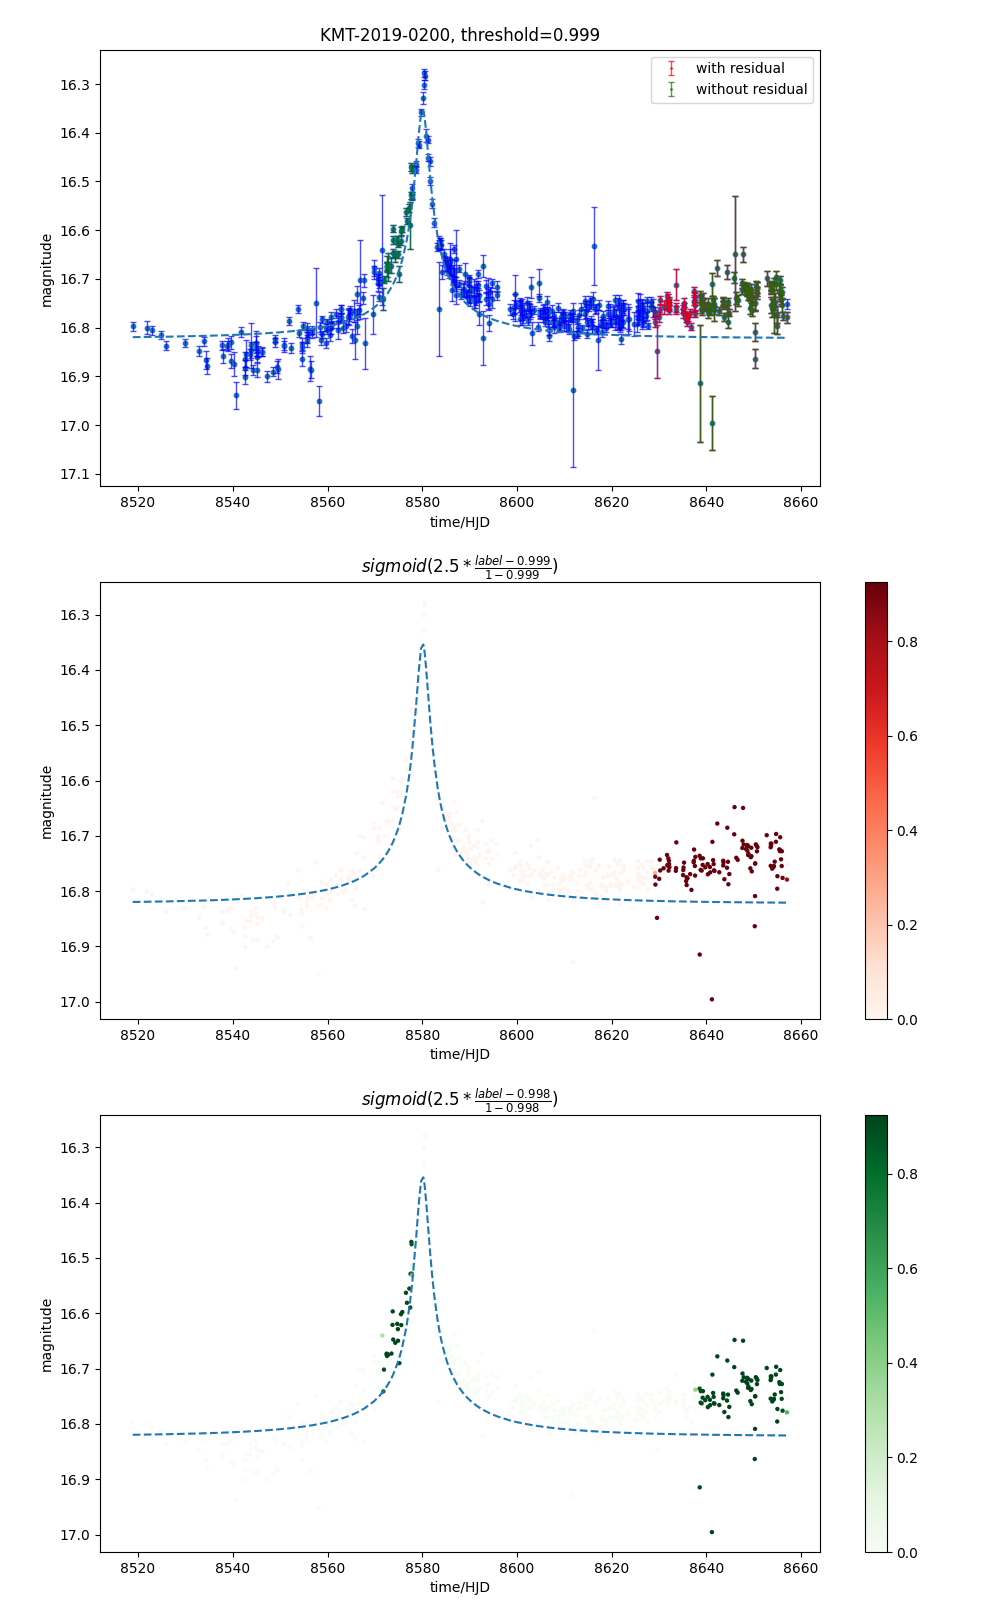 KMT-2019-0200, threshold=0.999
with residual
without residual
magnitude
16.3
16.4
16.5
16.6
16.7
16.8
16.9
17.0
17.1
8520 8540 8560 8580 8600 8620 8640 8660
time/HJD
sigmoid(2.5 * \frac{label − 0.999}{1 − 0.999})
magnitude
16.3
16.4
16.5
16.6
16.7
16.8
16.9
17.0
8520 8540 8560 8580 8600 8620 8640 8660
time/HJD
0.8
0.6
0.4
0.2
0.0
sigmoid(2.5 * \frac{label − 0.998}{1 − 0.998})
magnitude
16.3
16.4
16.5
16.6
16.7
16.8
16.9
17.0
8520 8540 8560 8580 8600 8620 8640 8660
time/HJD
0.8
0.6
0.4
0.2
0.0